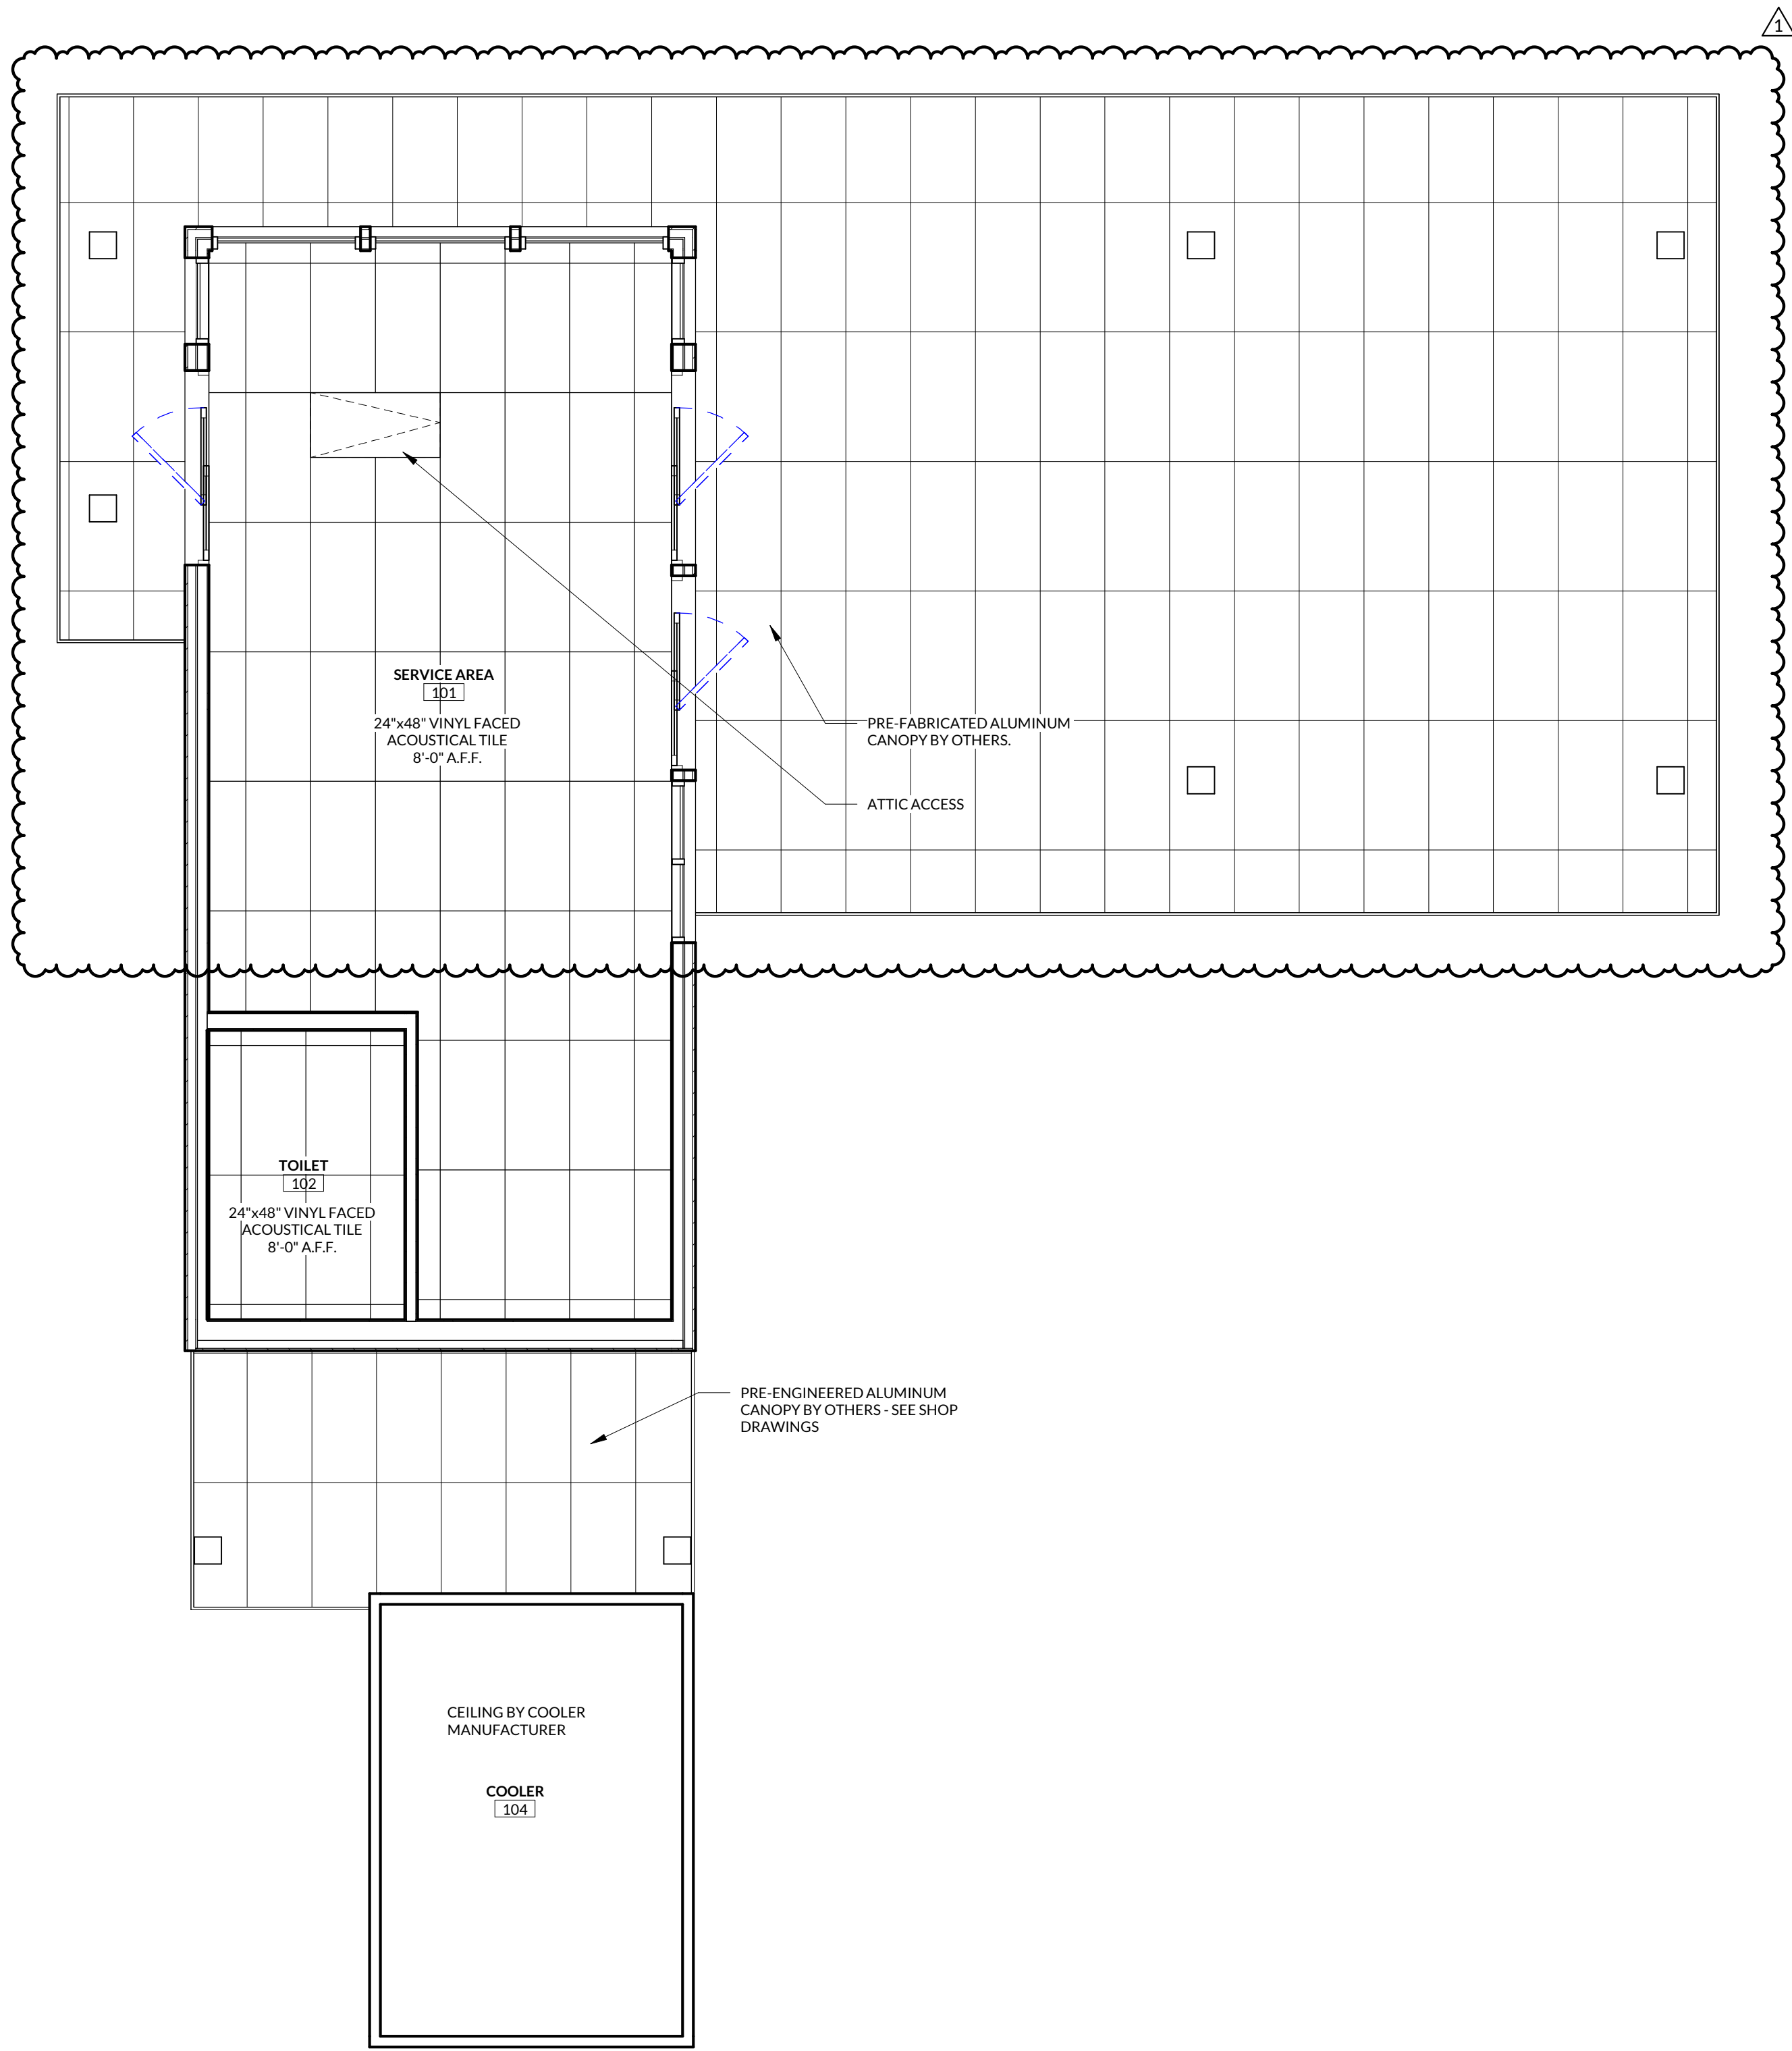 1
SERVICE AREA
101
24"x48" VINYL FACED
ACOUSTICAL TILE
8'-0" A.F.F.
PRE-FABRICATED ALUMINUM
CANOPY BY OTHERS.
ATTIC ACCESS
TOILET
102
24"x48" VINYL FACED
ACOUSTICAL TILE
8'-0" A.F.F.
PRE-ENGINEERED ALUMINUM
CANOPY BY OTHERS - SEE SHOP
DRAWINGS
CEILING BY COOLER
MANUFACTURER
COOLER
104